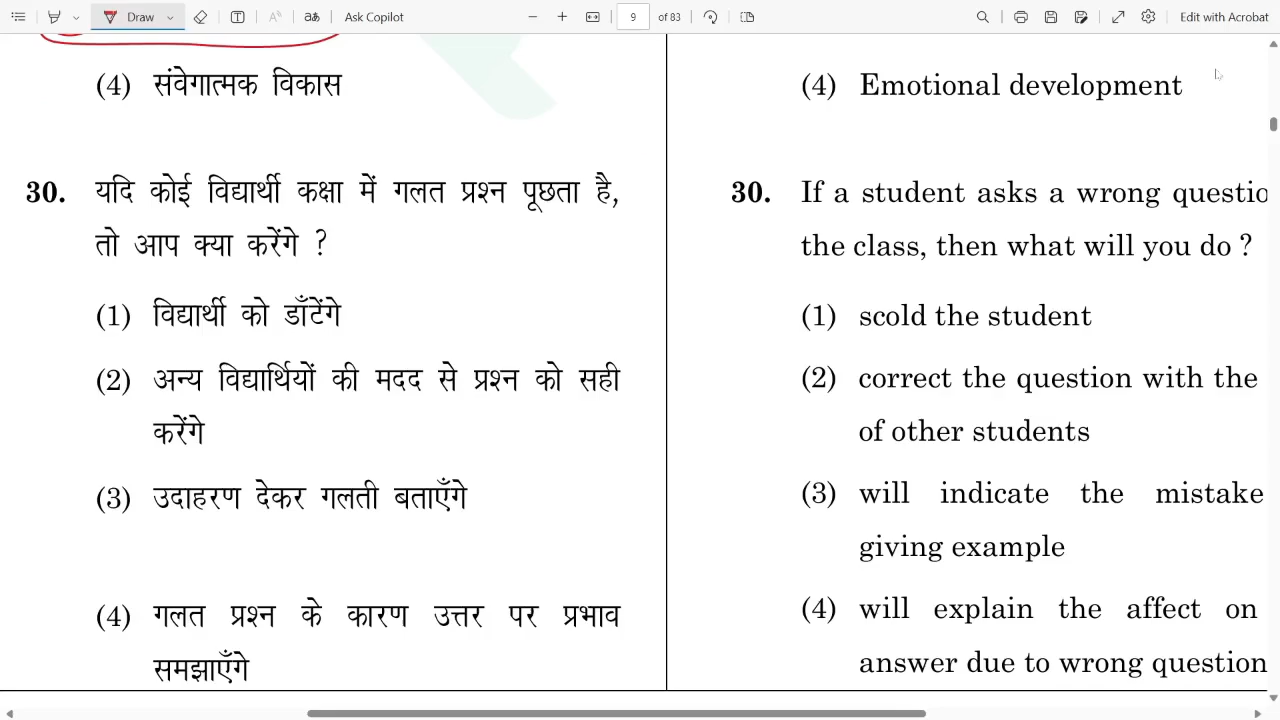 Draw
Ask Copilot
9 of 83
Edit with Acrobat
(4) संवेगात्मक विकास
30. यदि कोई विद्यार्थी कक्षा में गलत प्रश्न पूछता है,
तो आप क्या करेंगे ?
(1) विद्यार्थी को डाँटेंगे
(2) अन्य विद्यार्थियों की मदद से प्रश्न को सही
करेंगे
(3) उदाहरण देकर गलती बताएँगे
(4) गलत प्रश्न के कारण उत्तर पर प्रभाव
समझाएँगे
(4) Emotional development
30. If a student asks a wrong questio
the class, then what will you do ?
(1) scold the student
(2) correct the question with the
of other students
(3) will indicate the mistake
giving example
(4) will explain the affect on
answer due to wrong question